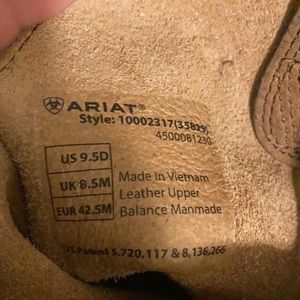 ARIAT®
Style: 10002317(35829)
4500081230
US 9.5D
UK 8.5M
EUR 42.5M
Made in Vietnam
Leather Upper
Balance Manmade
US Patent 5,720,117 & 8,136,266